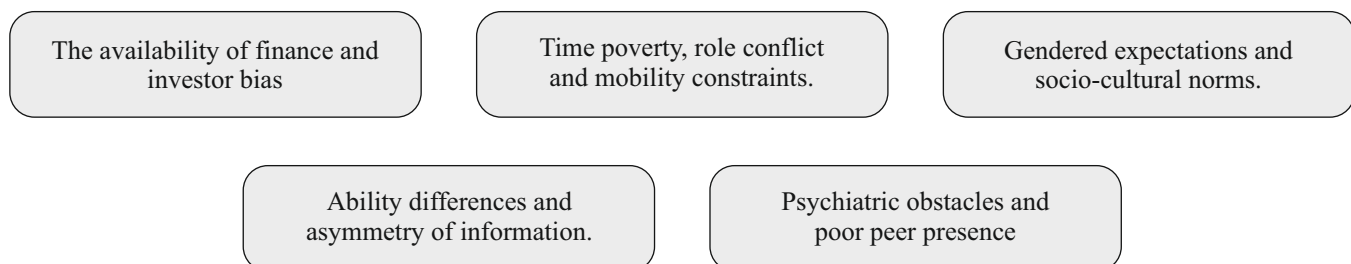 The availability of finance and
investor bias
Time poverty, role conflict
and mobility constraints.
Gendered expectations and
socio-cultural norms.
Ability differences and
asymmetry of information.
Psychiatric obstacles and
poor peer presence